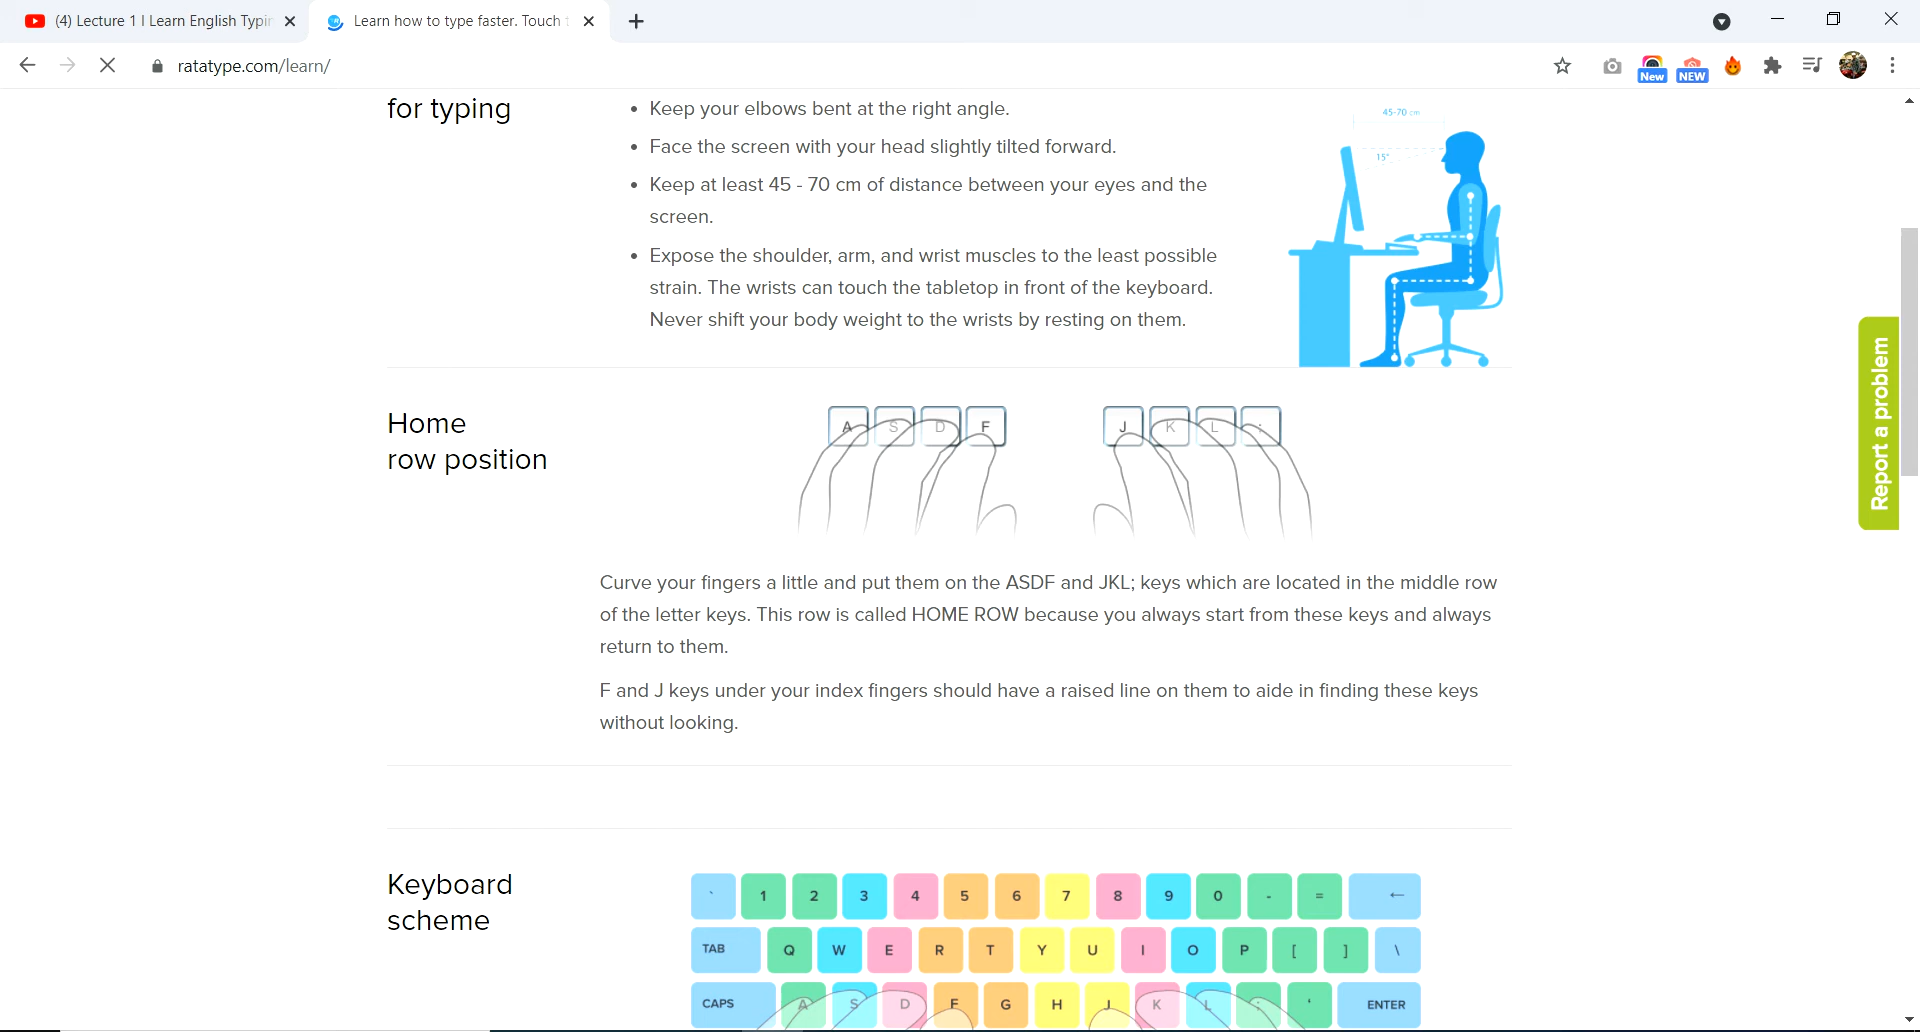 (4) Lecture 1 I Learn English Typin
Learn how to type faster. Touch t
ratatype.com/learn/
New
NEW
for typing
• Keep your elbows bent at the right angle.
• Face the screen with your head slightly tilted forward.
• Keep at least 45 - 70 cm of distance between your eyes and the
screen.
• Expose the shoulder, arm, and wrist muscles to the least possible
strain. The wrists can touch the tabletop in front of the keyboard.
Never shift your body weight to the wrists by resting on them.
45-70 cm
15°
Report a problem
Home
row position
A S D F J K L ;
Curve your fingers a little and put them on the ASDF and JKL; keys which are located in the middle row
of the letter keys. This row is called HOME ROW because you always start from these keys and always
return to them.
F and J keys under your index fingers should have a raised line on them to aide in finding these keys
without looking.
Keyboard
scheme
` 1 2 3 4 5 6 7 8 9 0 - = ←
TAB Q W E R T Y U I O P [ ] \
CAPS A S D F G H J K L ; ‘ ENTER